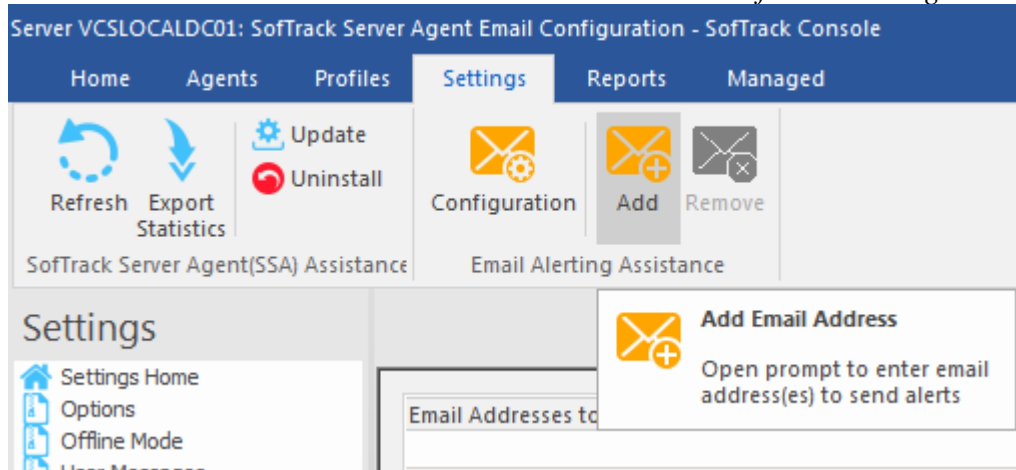 Server VCSLOCALDC01: SofTrack Server Agent Email Configuration - SofTrack Console
Home Agents Profiles Settings Reports Managed
Refresh
Export
Statistics
Update
Uninstall
Configuration
Add
Remove
SofTrack Server Agent(SSA) Assistance
Email Alerting Assistance
Settings
Settings Home
Options
Offline Mode
Add Email Address
Open prompt to enter email
address(es) to send alerts
Email Addresses to